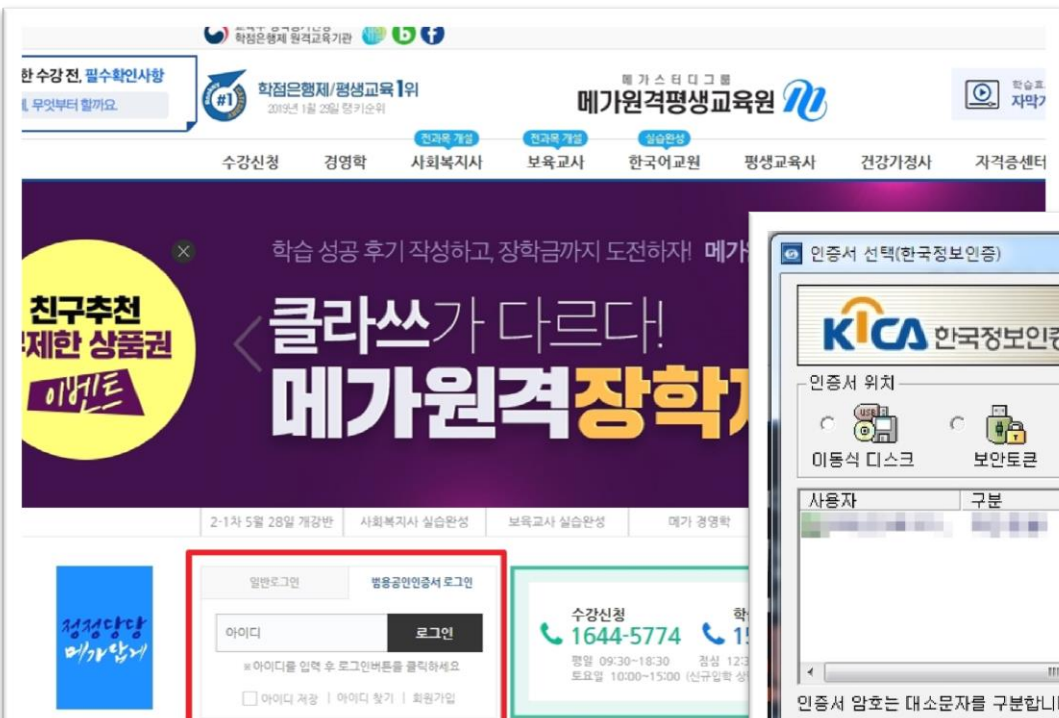 학점은행제 원격교육기관
한 수강 전, 필수확인사항
무엇부터 할까요.
#1
학점은행제/평생교육 1위
2019년 1월 29일 랭키순위
메가스터디그룹
메가원격평생교육원
자막
전과목 개설
전과목 개설
실습완성
수강신청
경영학
사회복지사
보육교사
한국어교원
평생교육사
건강가정사
자격증센터
학습 성공 후기 작성하고, 장학금까지 도전하자! 메가
친구추천
제한 상품권
이벤트
클라쓰가 다르다!
메가원격장학
2-1차 5월 28일 개강반
사회복지사 실습완성
보육교사 실습완성
메가 경영학
정정당당
메가답게
일반로그인
범용공인인증서 로그인
아이디
로그인
※아이디를 입력 후 로그인버튼을 클릭하세요
아이디 저장 | 아이디 찾기 | 회원가입
수강신청
1644-5774
평일 09:30~18:30
점심 12:3
토요일 10:00~15:00 (신규입학 상
학
15
인증서 선택(한국정보인증)
KICA 한국정보인증
인증서 위치
이동식 디스크
보안토큰
사용자
구분
인증서 암호는 대소문자를 구분합니